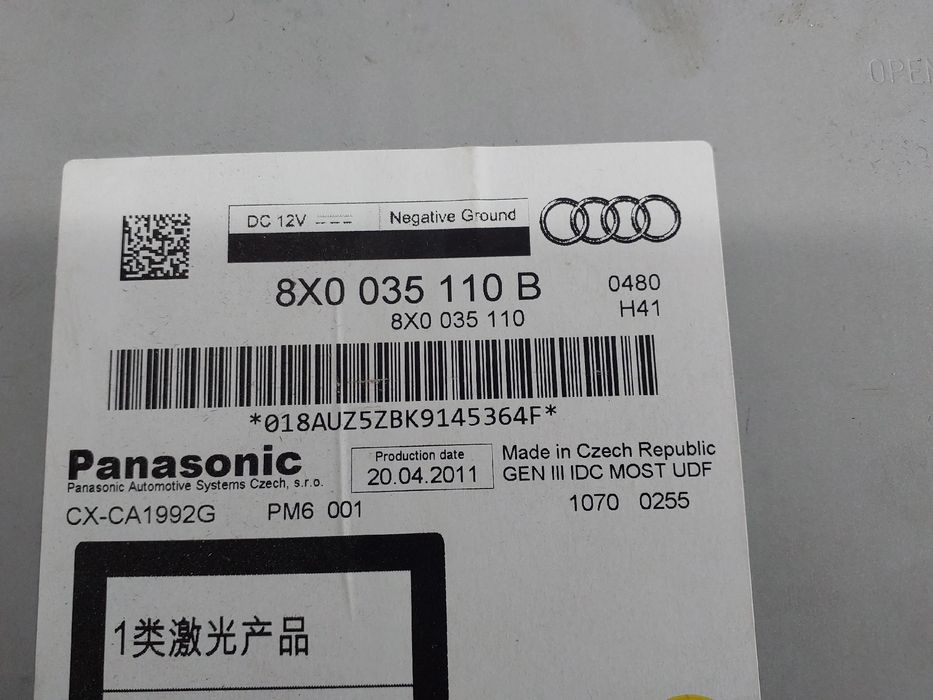 OPEN
DC 12V Negative Ground
8X0 035 110 B 0480
8X0 035 110 H41
*018AUZ5ZBK9145364F*
Panasonic
Panasonic Automotive Systems Czech, s.r.o.
Production date
20.04.2011
Made in Czech Republic
GEN III IDC MOST UDF
CX-CA1992G PM6 001 1070 0255
1类激光产品